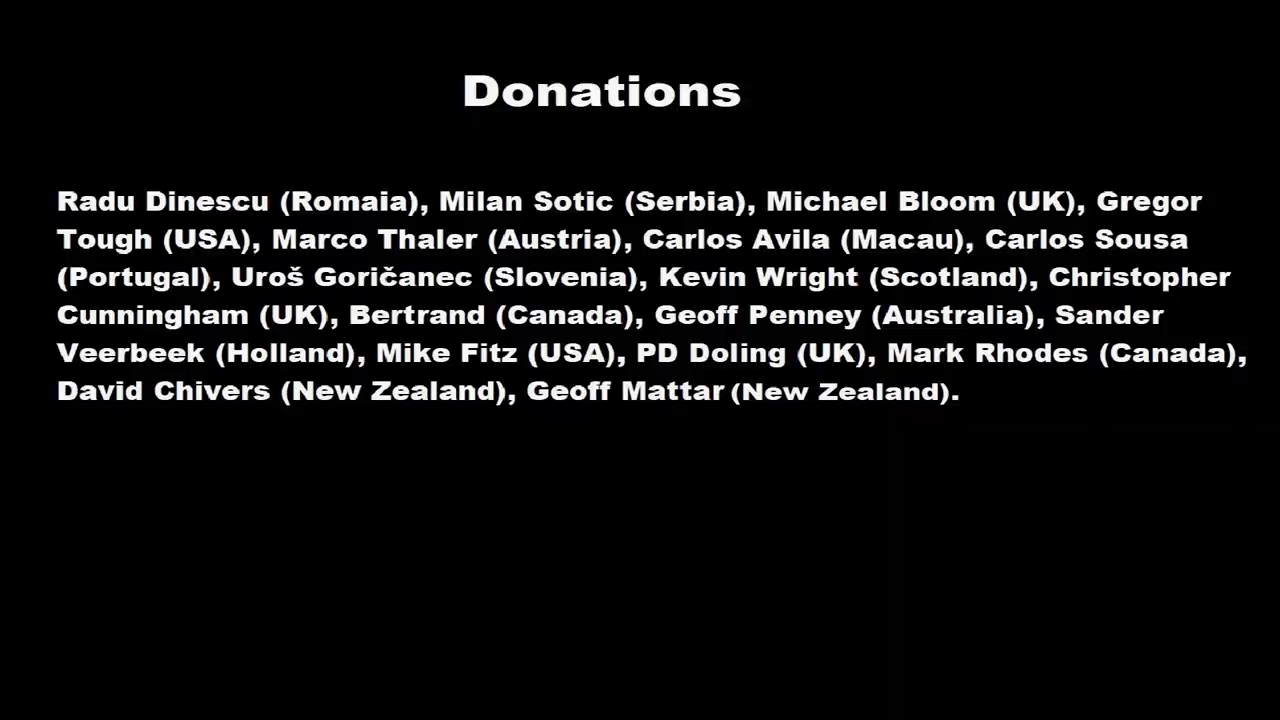 Donations
Radu Dinescu (Romaia), Milan Sotic (Serbia), Michael Bloom (UK), Gregor
Tough (USA), Marco Thaler (Austria), Carlos Avila (Macau), Carlos Sousa
(Portugal), Uroš Goričanec (Slovenia), Kevin Wright (Scotland), Christopher
Cunningham (UK), Bertrand (Canada), Geoff Penney (Australia), Sander
Veerbeek (Holland), Mike Fitz (USA), PD Doling (UK), Mark Rhodes (Canada),
David Chivers (New Zealand), Geoff Mattar (New Zealand).